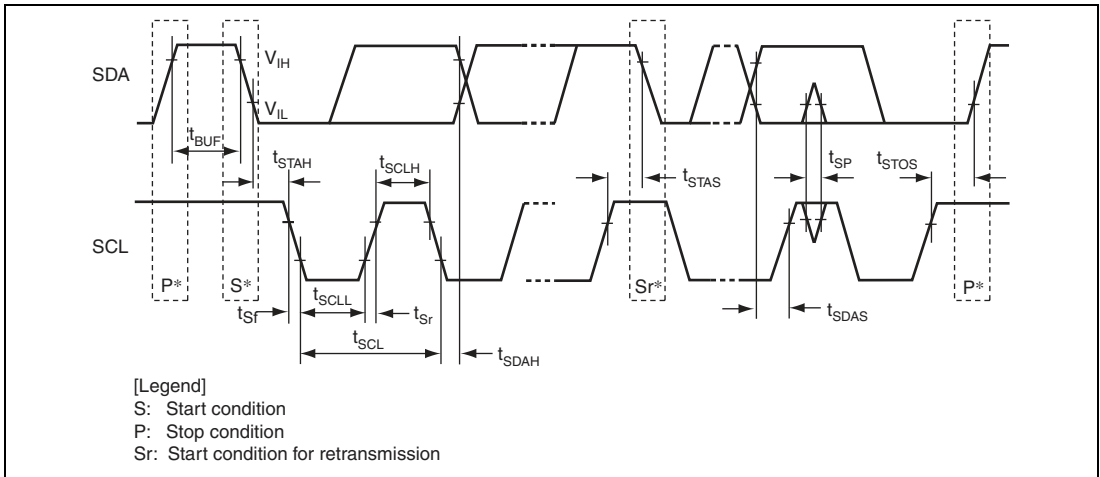 SDA
V_IH
V_IL
t_BUF
t_STAH
t_SCLH
t_STAS
t_SP
t_STOS
SCL
P*
S*
Sr*
P*
t_Sf
t_SCLL
t_Sr
t_SDAS
t_SCL
t_SDAH
[Legend]
S: Start condition
P: Stop condition
Sr: Start condition for retransmission